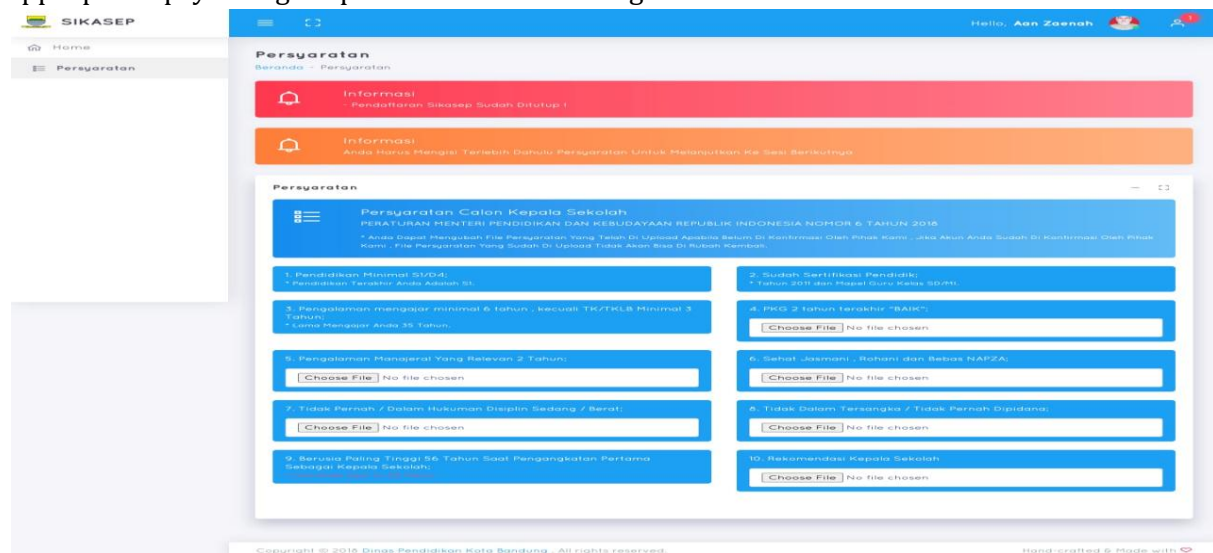 SIKASEP
Hello, Aan Zaenah
Home
Persyaratan
Persyaratan
Beranda - Persyaratan
Informasi
- Pendaftaran Sikasep Sudah Ditutup !
Informasi
Anda Harus Mengisi Terlebih Dahulu Persyaratan Untuk Melanjutkan Ke Sesi Berikutnya
Persyaratan
Persyaratan Calon Kepala Sekolah
PERATURAN MENTERI PENDIDIKAN DAN KEBUDAYAAN REPUBLIK INDONESIA NOMOR 6 TAHUN 2018
* Anda Dapat Mengubah File Persyaratan Yang Telah Di Upload Apabila Belum Di Konfirmasi Oleh Pihak Kami , Jika Akun Anda Sudah Di Konfirmasi Oleh Pihak
Kami , File Persyaratan Yang Sudah Di Upload Tidak Akan Bisa Di Rubah Kembali.
1. Pendidikan Minimal S1/D4;
* Pendidikan Terakhir Anda Adalah S1.
2. Sudah Sertifikasi Pendidik;
* Tahun 2011 dan Mapel Guru Kelas SD/MI.
3. Pengalaman mengajar minimal 6 tahun , kecuali TK/TKLB Minimal 3
Tahun;
* Lama Mengajar Anda 35 Tahun.
4. PKG 2 tahun terakhir "BAIK";
Choose File No file chosen
5. Pengalaman Manajeral Yang Relevan 2 Tahun;
Choose File No file chosen
6. Sehat Jasmani , Rohani dan Bebas NAPZA;
Choose File No file chosen
7. Tidak Pernah / Dalam Hukuman Disiplin Sedang / Berat;
Choose File No file chosen
8. Tidak Dalam Tersangka / Tidak Pernah Dipidana;
Choose File No file chosen
9. Berusia Paling Tinggi 56 Tahun Saat Pengangkatan Pertama
Sebagai Kepala Sekolah;
10. Rekomendasi Kepala Sekolah
Choose File No file chosen
Copyright © 2018 Dinas Pendidikan Kota Bandung . All rights reserved.
Hand-crafted & Made with